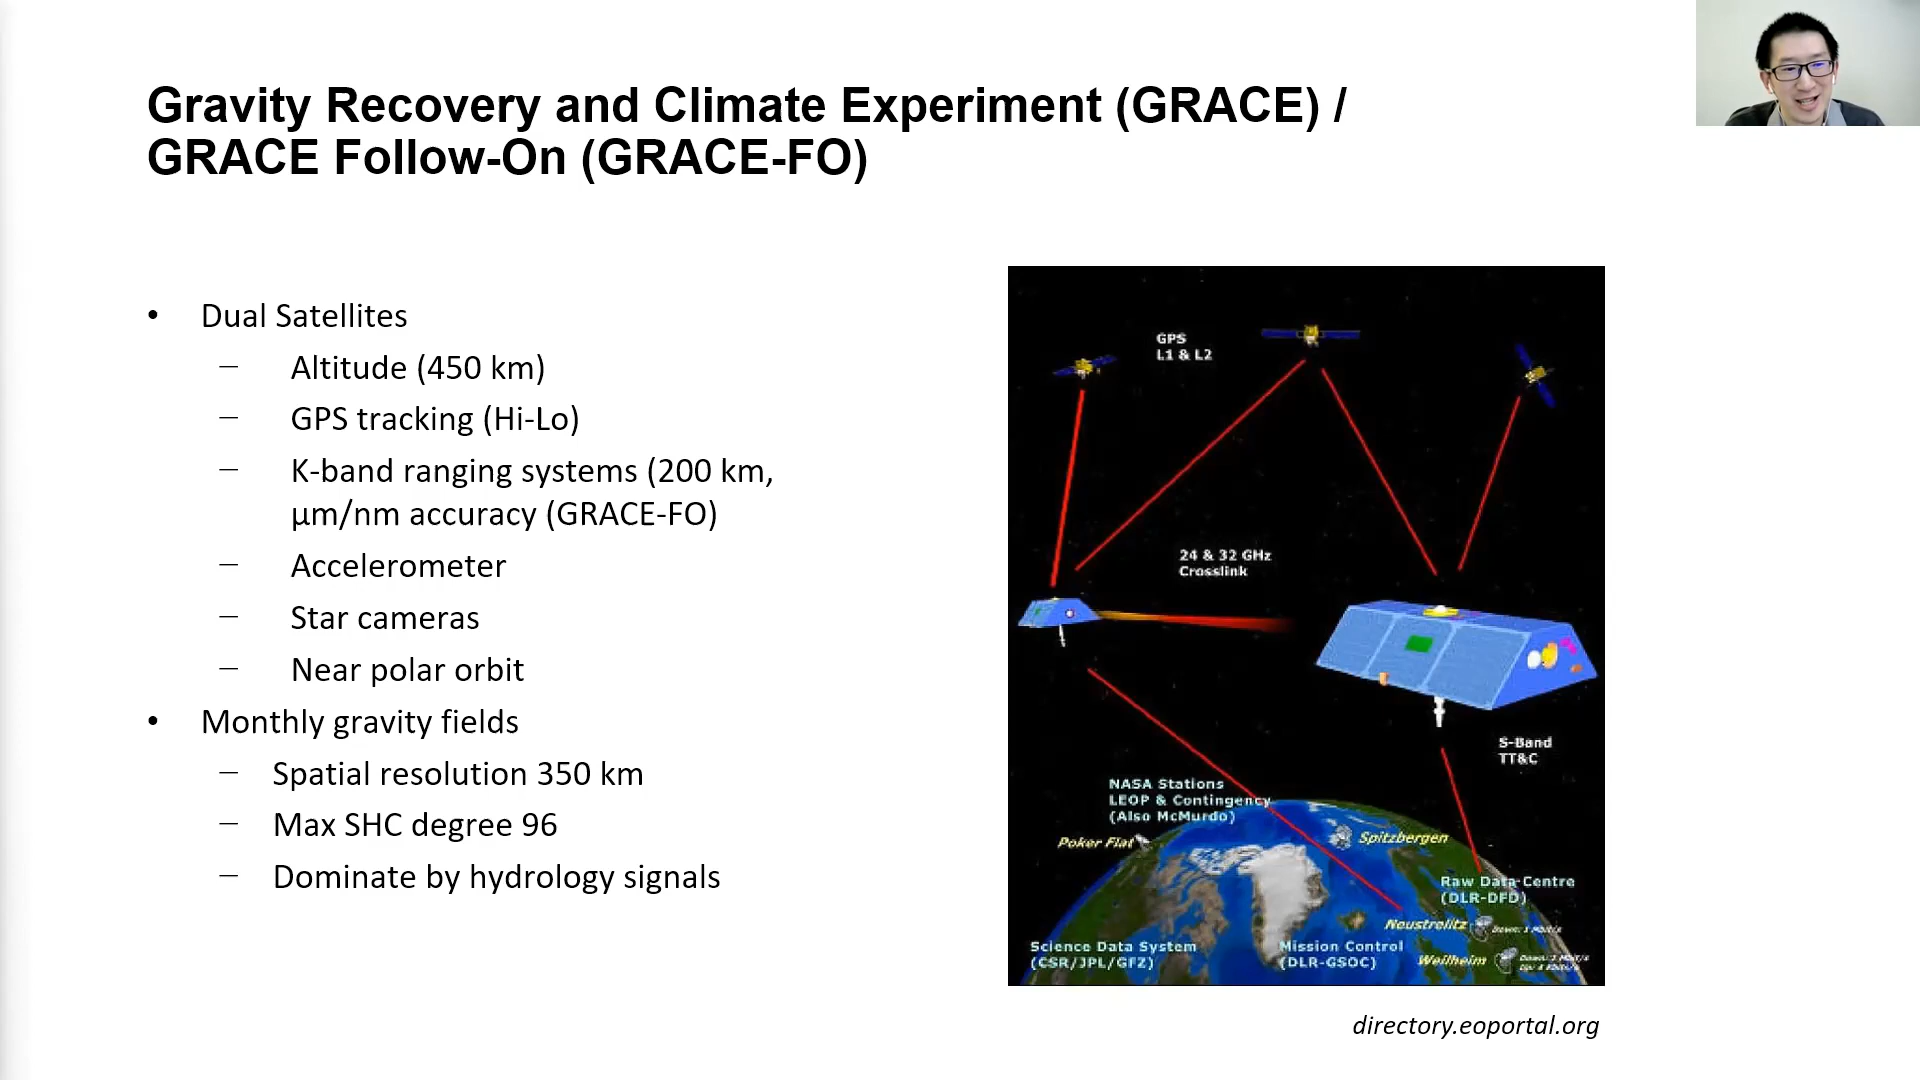 Gravity Recovery and Climate Experiment (GRACE) /
GRACE Follow-On (GRACE-FO)
• Dual Satellites
– Altitude (450 km)
– GPS tracking (Hi-Lo)
– K-band ranging systems (200 km,
µm/nm accuracy (GRACE-FO)
– Accelerometer
– Star cameras
– Near polar orbit
• Monthly gravity fields
– Spatial resolution 350 km
– Max SHC degree 96
– Dominate by hydrology signals
GPS
L1 & L2
24 & 32 GHz
Crosslink
S-Band
TT&C
NASA Stations
LEOP & Contingency
(Also McMurdo)
Poker Flat
Spitzbergen
Raw Data Centre
(DLR-DFD)
Neustrelitz
Science Data System
(CSR/JPL/GFZ)
Mission Control
(DLR-GSOC)
Weilheim
directory.eoportal.org